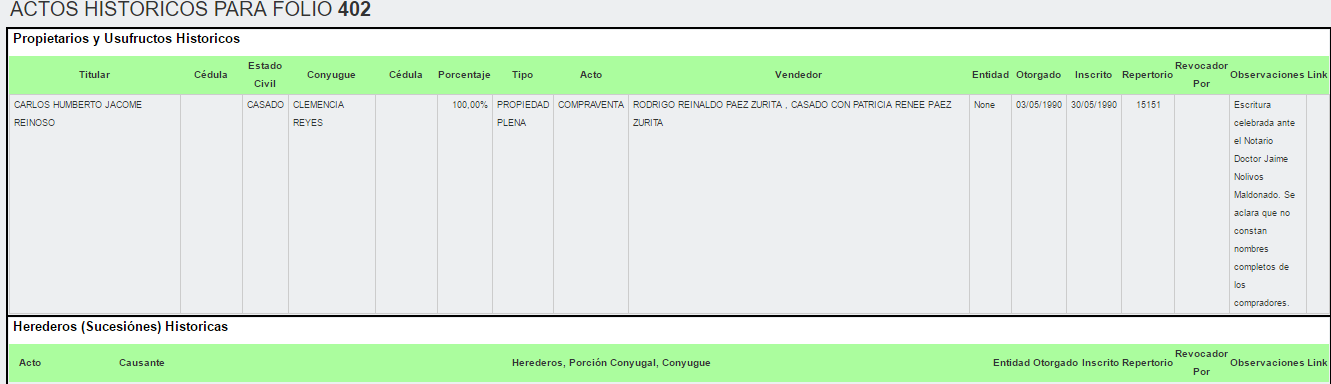 ACTOS HISTORICOS PARA FOLIO 402
Propietarios y Usufructos Historicos
Titular Cédula Estado Civil Conyugue Cédula Porcentaje Tipo Acto Vendedor Entidad Otorgado Inscrito Repertorio Revocador Por Observaciones Link
CARLOS HUMBERTO JACOME REINOSO CASADO CLEMENCIA REYES 100,00% PROPIEDAD PLENA COMPRAVENTA RODRIGO REINALDO PAEZ ZURITA , CASADO CON PATRICIA RENEE PAEZ ZURITA None 03/05/1990 30/05/1990 15151 Escritura
celebrada ante
el Notario
Doctor Jaime
Nolivos
Maldonado. Se
aclara que no
constan
nombres
completos de
los
compradores.
Herederos (Sucesiónes) Historicas
Acto Causante Herederos, Porción Conyugal, Conyugue Entidad Otorgado Inscrito Repertorio Revocador Por Observaciones Link